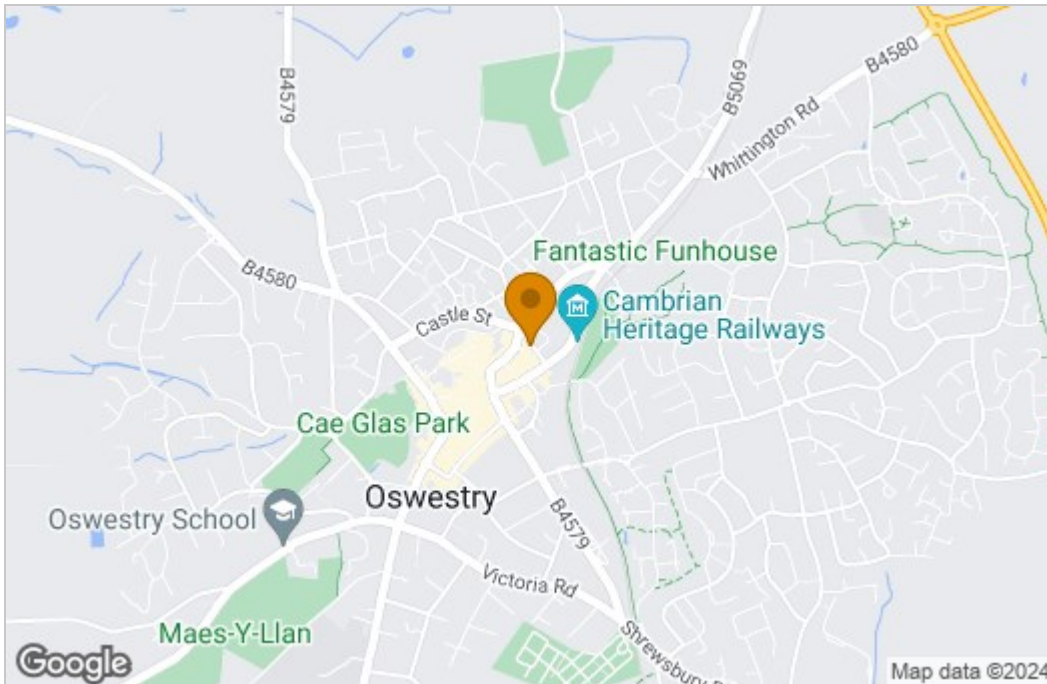 B4579
B5069
B4580
Whittington Rd
Fantastic Funhouse
B4580
Castle St
Cambrian
Heritage Railways
Cae Glas Park
Oswestry
Oswestry School
B4579
Victoria Rd
Maes-Y-Llan
Shrewsbury
Google
Map data ©2024